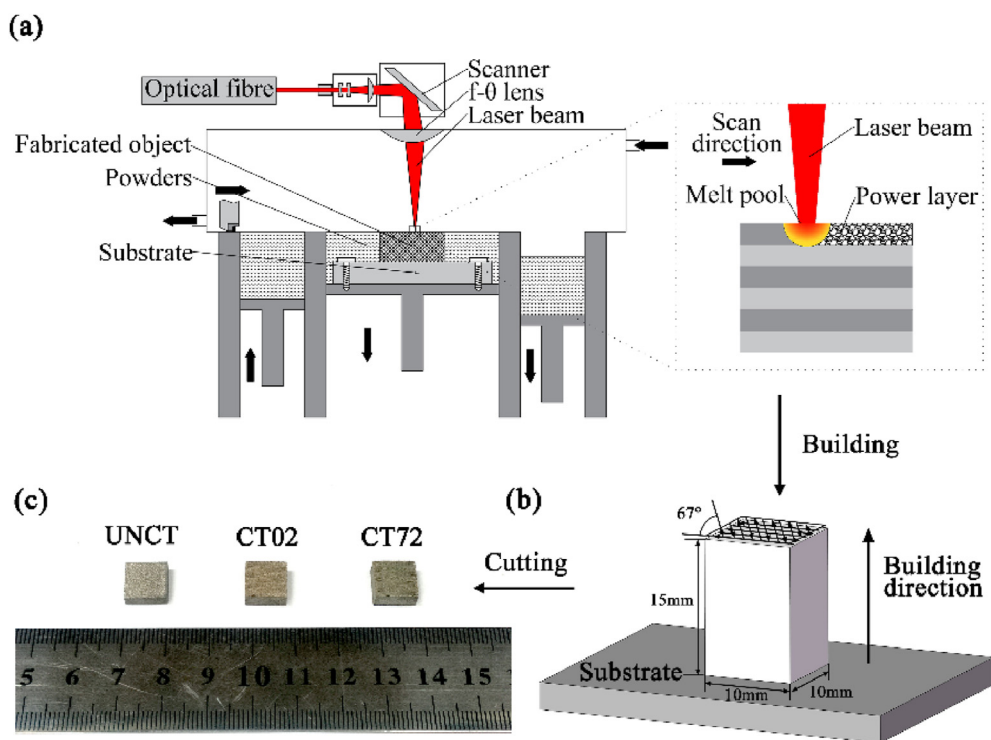 (a)
Optical fibre
Scanner
f-θ lens
Laser beam
Fabricated object
Powders
Substrate
Scan
direction
Laser beam
Melt pool
Power layer
Building
(c)
UNCT
CT02
CT72
Cutting
5 6 7 8 9 10 11 12 13 14 15
(b)
67°
15mm
Building
direction
Substrate
10mm
10mm